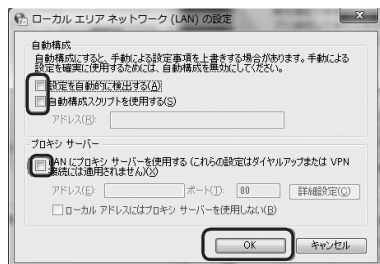 ローカル エリア ネットワーク (LAN) の設定
自動構成
自動構成にすると、手動による設定事項を上書きする場合があります。手動による
設定を確実に使用するためには、自動構成を無効にしてください。
設定を自動的に検出する(A)
自動構成スクリプトを使用する(S)
アドレス(R):
プロキシ サーバー
LAN にプロキシ サーバーを使用する (これらの設定はダイヤルアップまたは VPN
接続には適用されません)(X)
アドレス(E): ポート(T): 80 詳細設定(C)
ローカル アドレスにはプロキシ サーバーを使用しない(B)
OK キャンセル